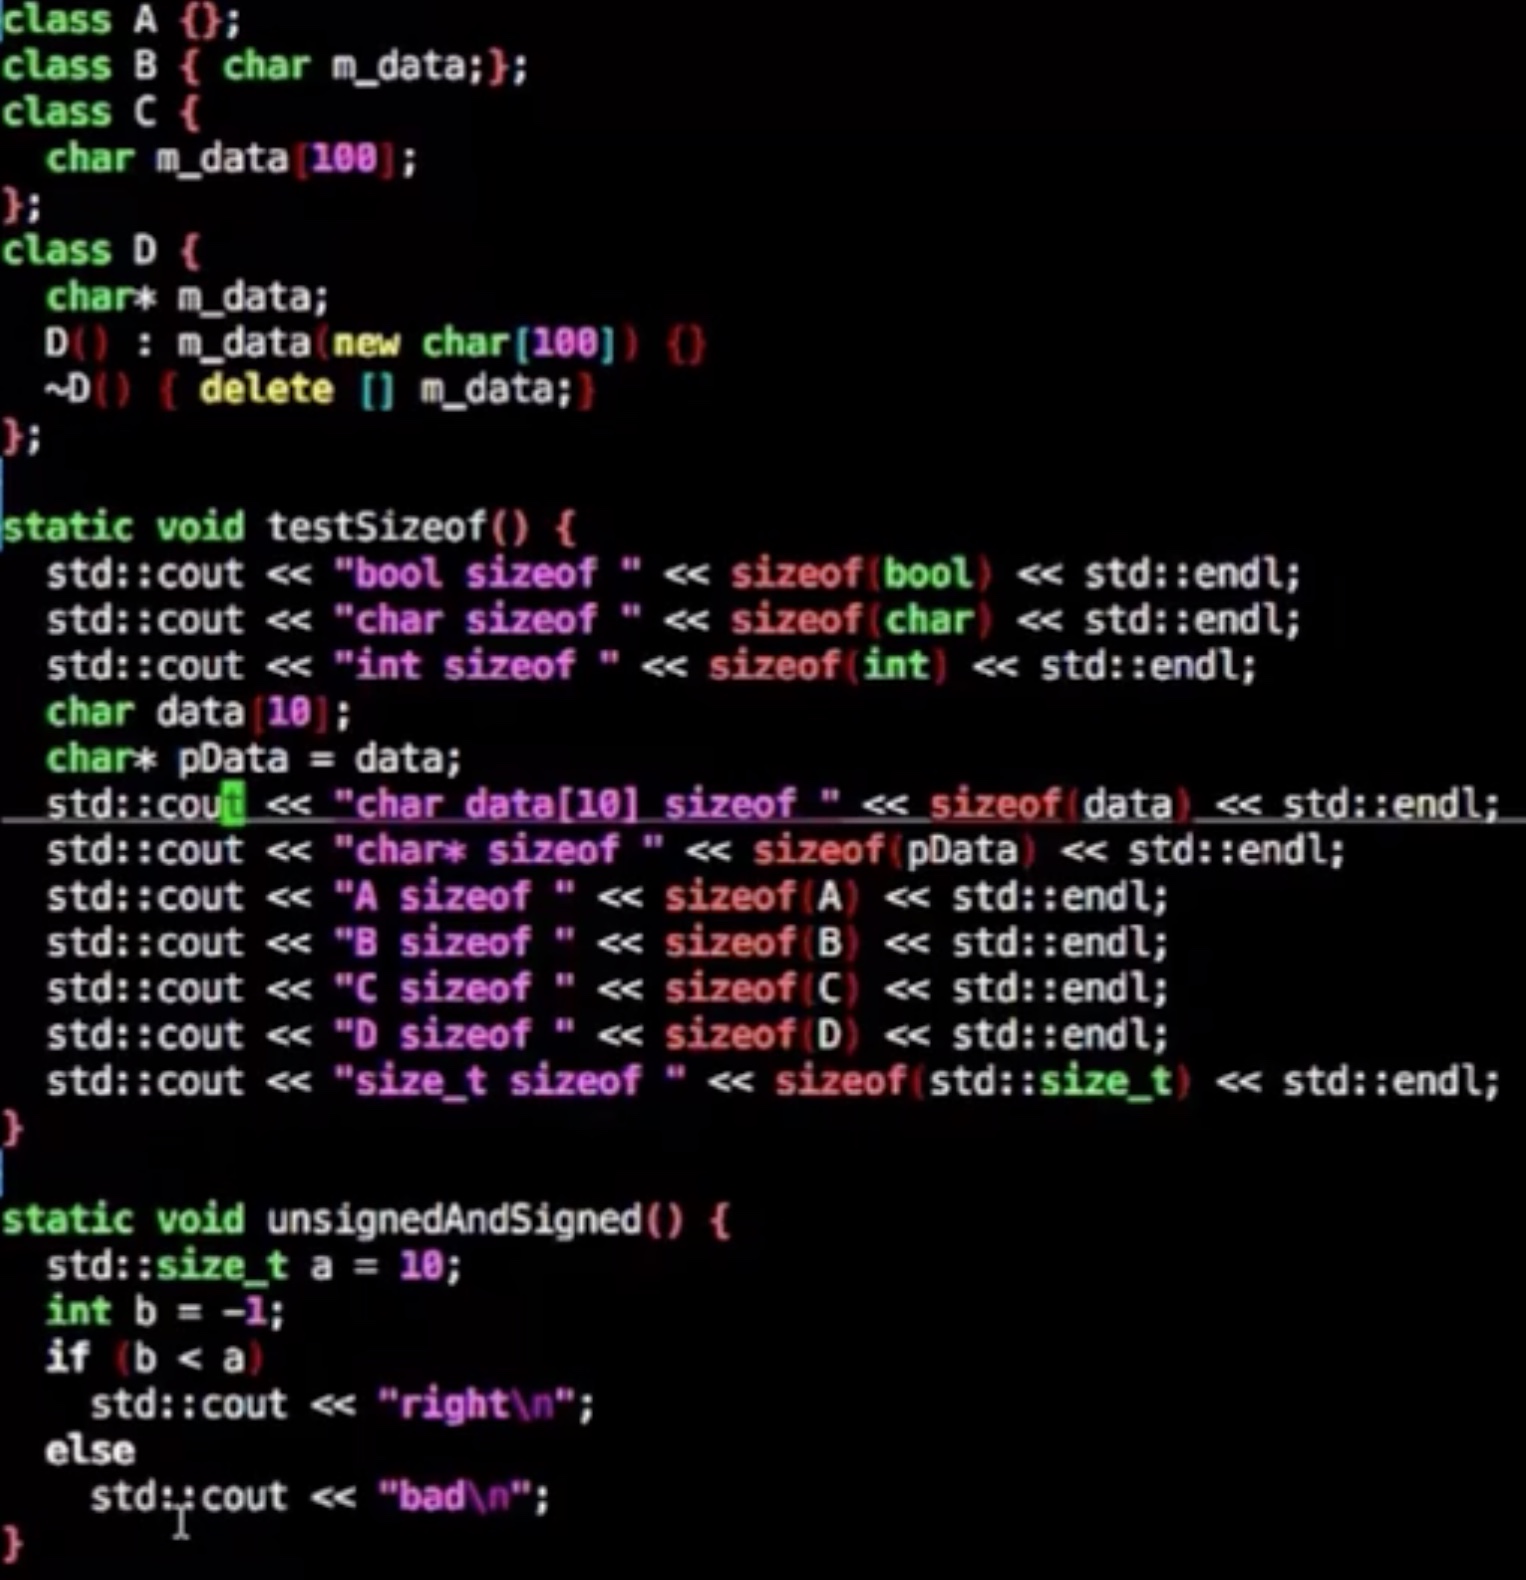 class A {};
class B { char m_data;};
class C {
  char m_data[100];
};
class D {
  char* m_data;
  D() : m_data(new char[100]) {}
  ~D() { delete [] m_data;}
};

static void testSizeof() {
  std::cout << "bool sizeof " << sizeof(bool) << std::endl;
  std::cout << "char sizeof " << sizeof(char) << std::endl;
  std::cout << "int sizeof " << sizeof(int) << std::endl;
  char data[10];
  char* pData = data;
  std::cout << "char data[10] sizeof " << sizeof(data) << std::endl;
  std::cout << "char* sizeof " << sizeof(pData) << std::endl;
  std::cout << "A sizeof " << sizeof(A) << std::endl;
  std::cout << "B sizeof " << sizeof(B) << std::endl;
  std::cout << "C sizeof " << sizeof(C) << std::endl;
  std::cout << "D sizeof " << sizeof(D) << std::endl;
  std::cout << "size_t sizeof " << sizeof(std::size_t) << std::endl;
}

static void unsignedAndSigned() {
  std::size_t a = 10;
  int b = -1;
  if (b < a)
    std::cout << "right\n";
  else
    std::cout << "bad\n";
}